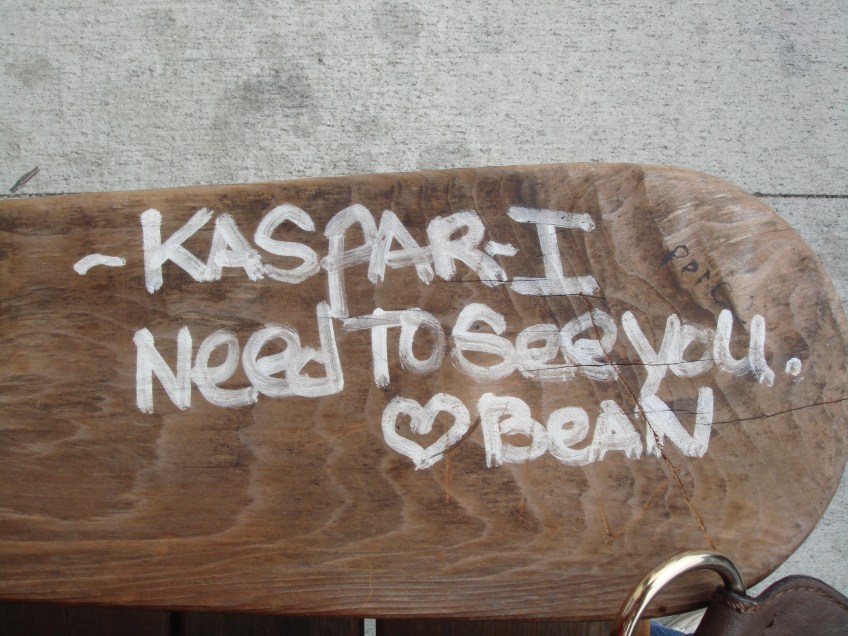 ~KASPAR-I
Need To See you.
♡ BeAN